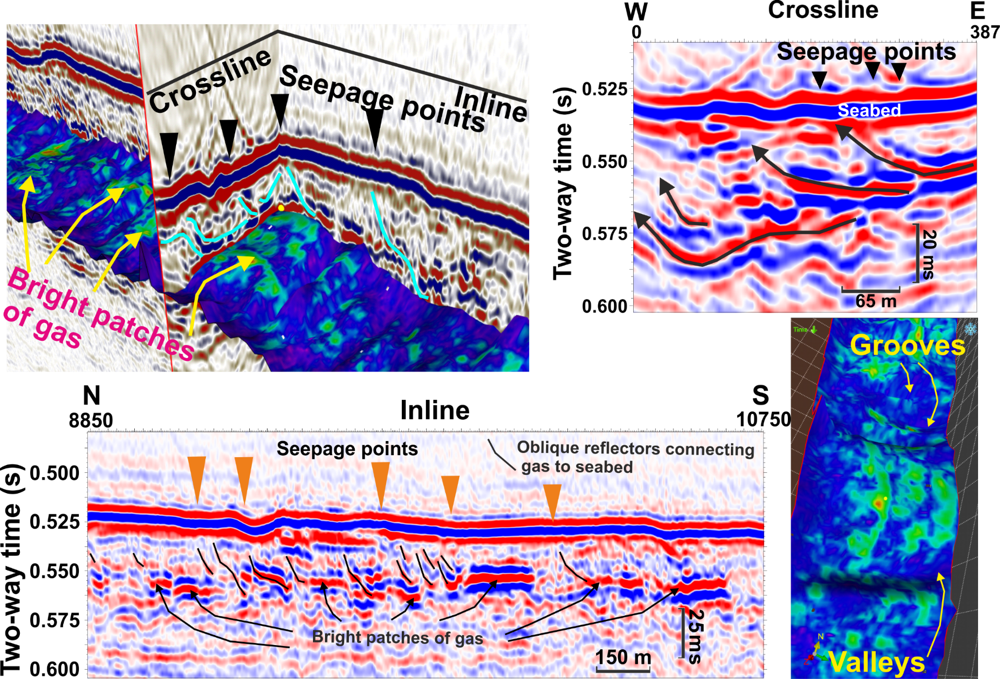 Crossline
Seepage points
Inline
Bright patches
of gas
W
Crossline
E
0
387
Seepage points
Two-way time (s)
0.525
0.550
0.575
0.600
Seabed
20 ms
65 m
Time
Grooves
Valleys
N
Z
N
Inline
S
8850
10750
Two-way time (s)
0.500
0.525
0.550
0.575
0.600
Seepage points
Oblique reflectors connecting
gas to seabed
Bright patches of gas
25ms
150 m